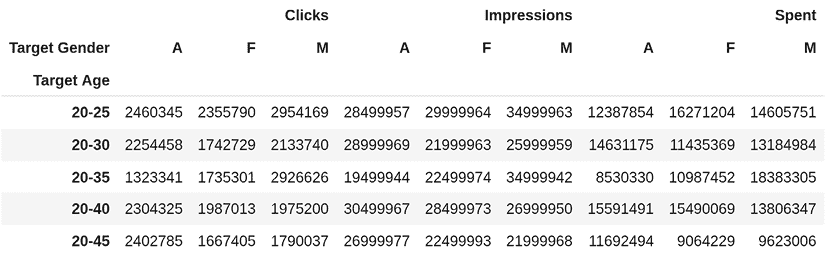 Clicks Impressions Spent
Target Gender A F M A F M A F M
Target Age
20-25 2460345 2355790 2954169 28499957 29999964 34999963 12387854 16271204 14605751
20-30 2254458 1742729 2133740 28999969 21999963 25999959 14631175 11435369 13184984
20-35 1323341 1735301 2926626 19499944 22499974 34999942 8530330 10987452 18383305
20-40 2304325 1987013 1975200 30499967 28499973 26999950 15591491 15490069 13806347
20-45 2402785 1667405 1790037 26999977 22499993 21999968 11692494 9064229 9623006